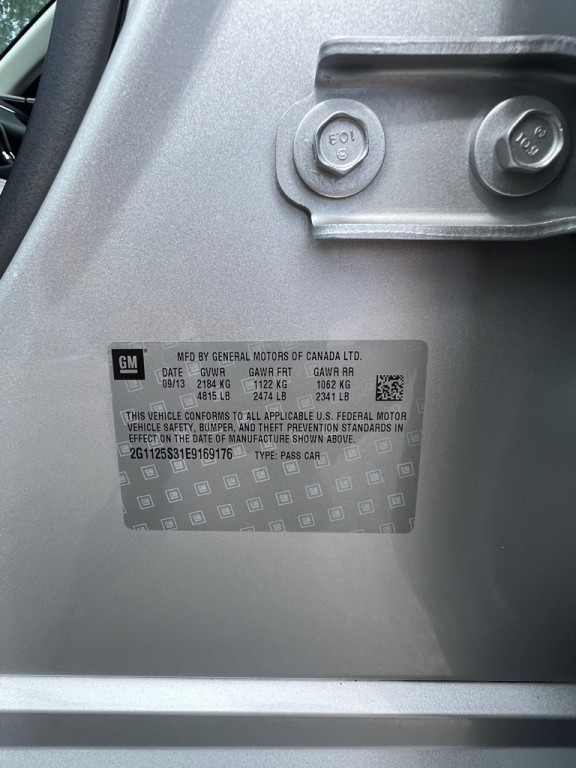 10.9
109
GM
MFD BY GENERAL MOTORS OF CANADA LTD.
DATE GVWR GAWR FRT GAWR RR
09/13 2184 KG 1122 KG 1062 KG
4815 LB 2474 LB 2341 LB
THIS VEHICLE CONFORMS TO ALL APPLICABLE U.S. FEDERAL MOTOR
VEHICLE SAFETY, BUMPER, AND THEFT PREVENTION STANDARDS IN
EFFECT ON THE DATE OF MANUFACTURE SHOWN ABOVE.
2G1125S31E9169176 TYPE: PASS CAR